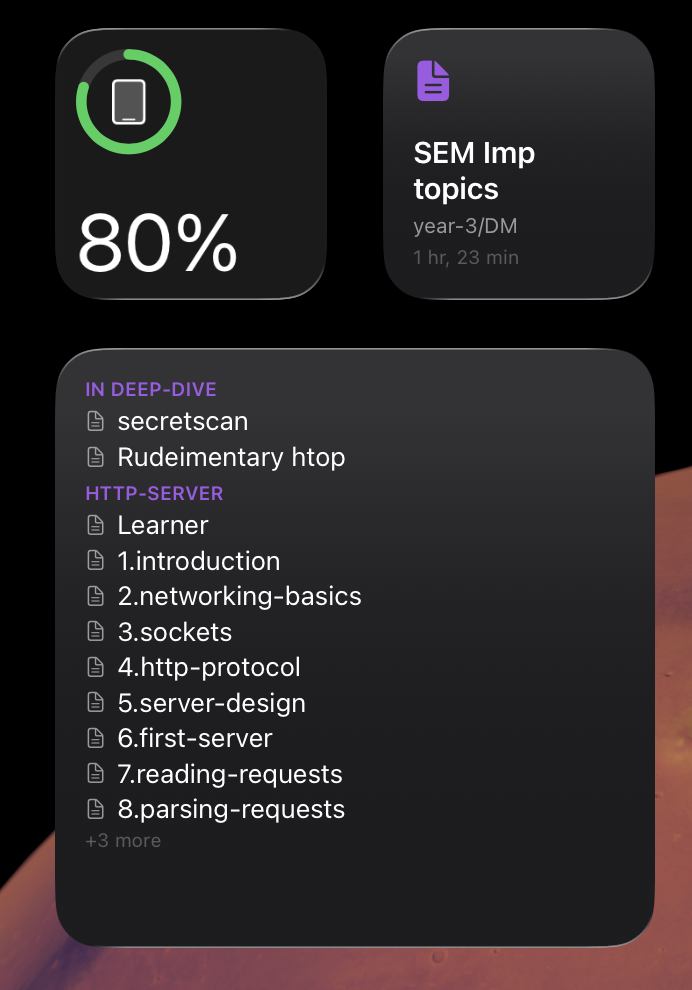 80%
SEM Imp
topics
year-3/DM
1 hr, 23 min
IN DEEP-DIVE
secretscan
Rudeimentary htop
HTTP-SERVER
Learner
1.introduction
2.networking-basics
3.sockets
4.http-protocol
5.server-design
6.first-server
7.reading-requests
8.parsing-requests
+3 more